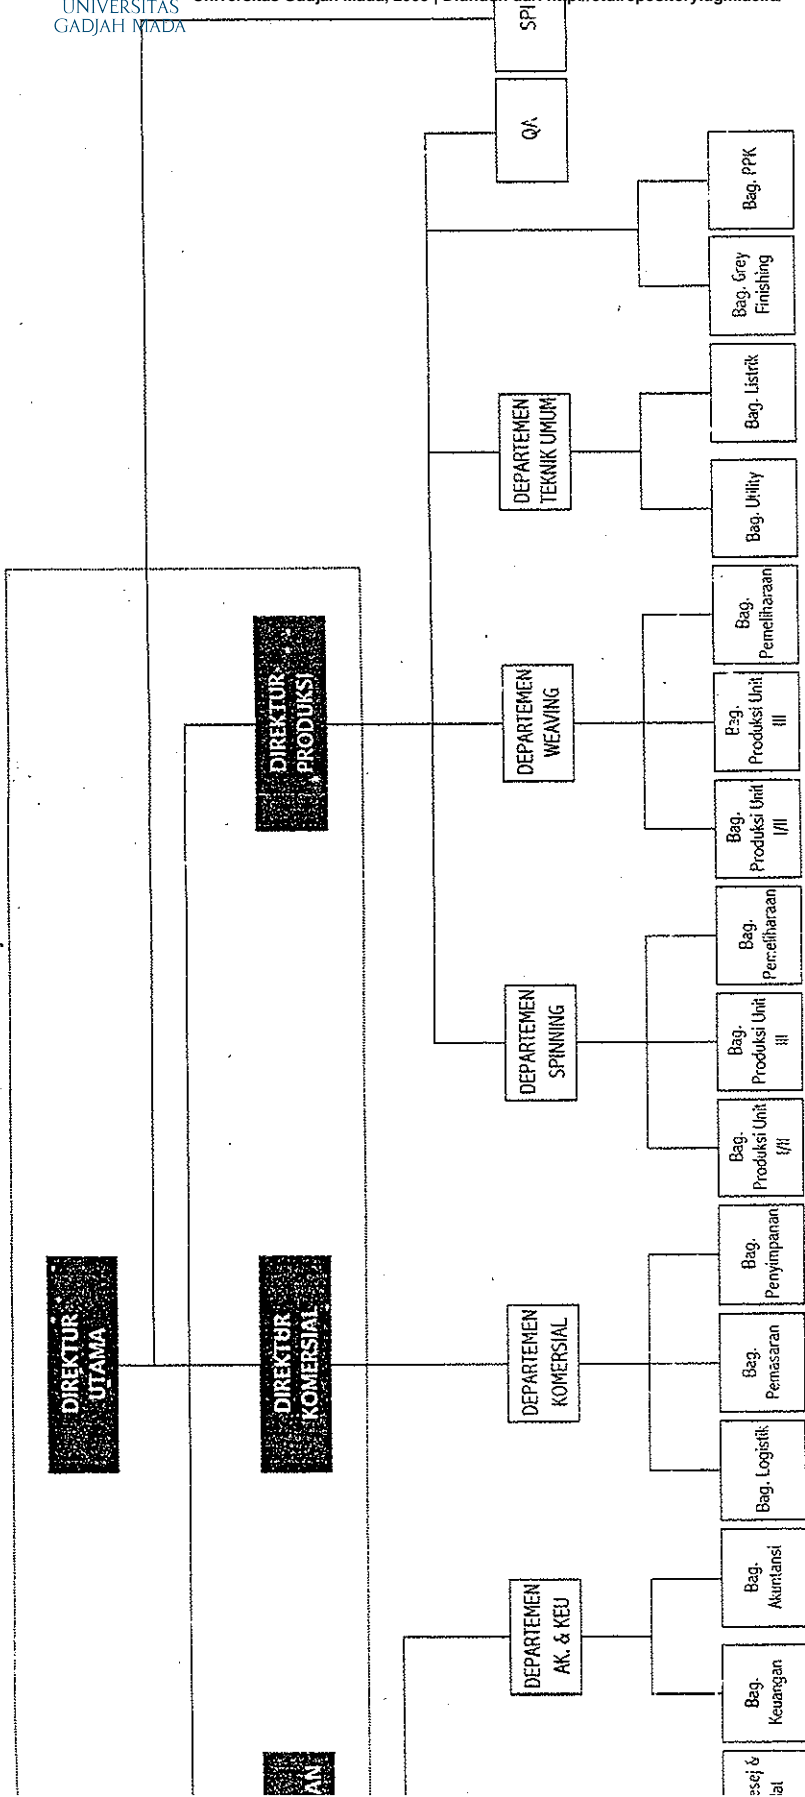 UNIVERSITAS
GADJAH MADA
DIREKTUR
UTAMA
DIREKTUR
KOMERSIAL
DIREKTUR
PRODUKSI
DEPARTEMEN
AK. & KEU
DEPARTEMEN
KOMERSIAL
DEPARTEMEN
SPINNING
DEPARTEMEN
WEAVING
DEPARTEMEN
TEKNIK UMUM
QA
SPI
Bag.
Keuangan
Bag.
Akuntansi
Bag. Logistik
Bag.
Pemasaran
Bag.
Penyimpanan
Bag.
Produksi Unit
I/II
Bag.
Produksi Unit
III
Bag.
Pemeliharaan
Bag.
Produksi Unit
I/II
Bag.
Produksi Unit
III
Bag.
Pemeliharaan
Bag. Utility
Bag. Listrik
Bag. Grey
Finishing
Bag. PPK